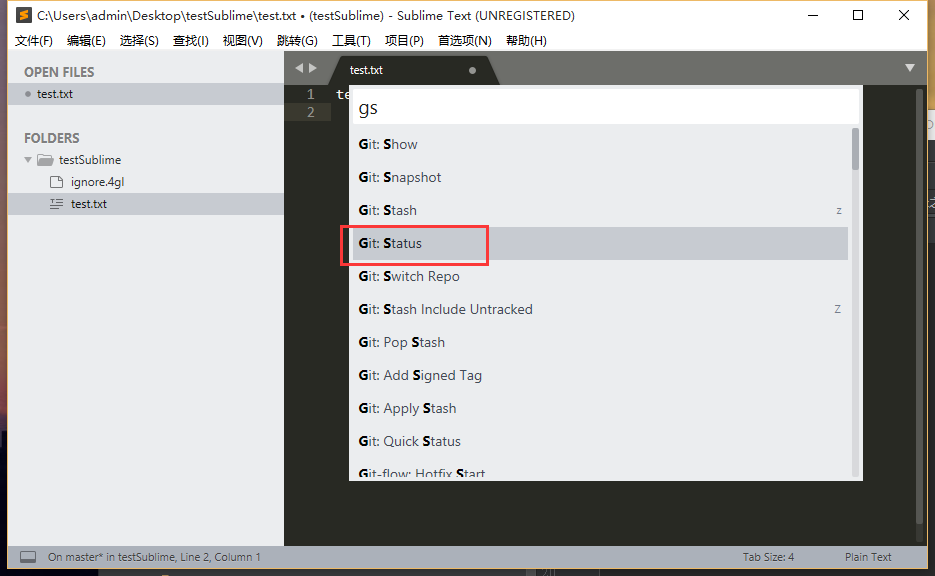 C:\Users\admin\Desktop\testSublime\test.txt • (testSublime) - Sublime Text (UNREGISTERED)
文件(F) 编辑(E) 选择(S) 查找(I) 视图(V) 跳转(G) 工具(T) 项目(P) 首选项(N) 帮助(H)
OPEN FILES
test.txt
FOLDERS
testSublime
ignore.4gl
test.txt
test.txt
1 te
2
gs
Git: Show
Git: Snapshot
Git: Stash z
Git: Status
Git: Switch Repo
Git: Stash Include Untracked Z
Git: Pop Stash
Git: Add Signed Tag
Git: Apply Stash
Git: Quick Status
Git-flow: Hotfix Start
On master* in testSublime, Line 2, Column 1 Tab Size: 4 Plain Text